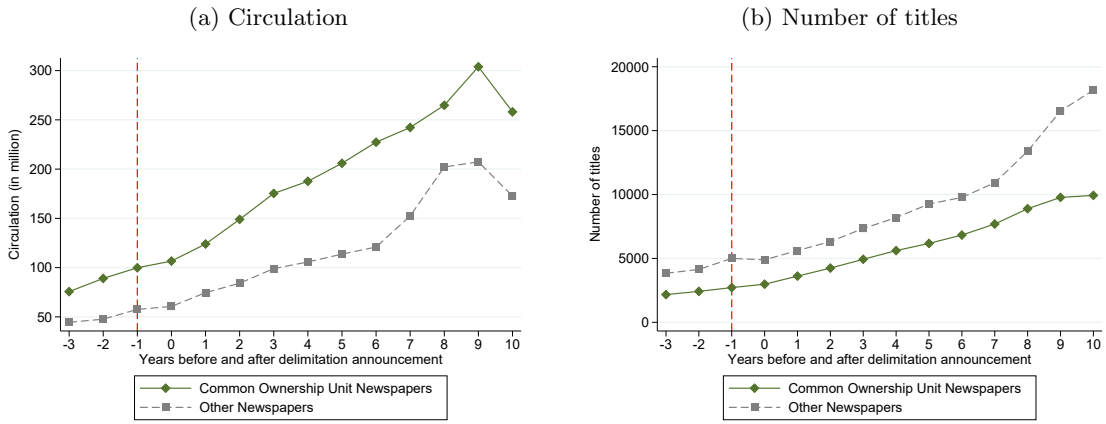 (a) Circulation
300
250
200
150
100
50
Circulation (in million)
-3 -2 -1 0 1 2 3 4 5 6 7 8 9 10
Years before and after delimitation announcement
Common Ownership Unit Newspapers
Other Newspapers
(b) Number of titles
20000
15000
10000
5000
0
Number of titles
-3 -2 -1 0 1 2 3 4 5 6 7 8 9 10
Years before and after delimitation announcement
Common Ownership Unit Newspapers
Other Newspapers